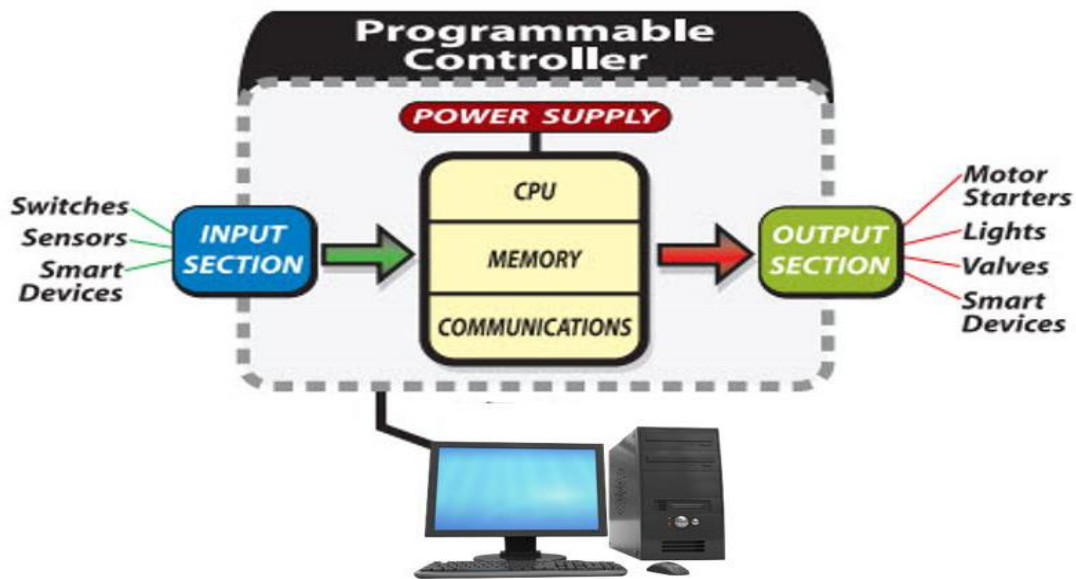 Programmable
Controller
POWER SUPPLY
CPU
MEMORY
COMMUNICATIONS
Switches
Sensors
Smart
Devices
INPUT
SECTION
OUTPUT
SECTION
Motor
Starters
Lights
Valves
Smart
Devices